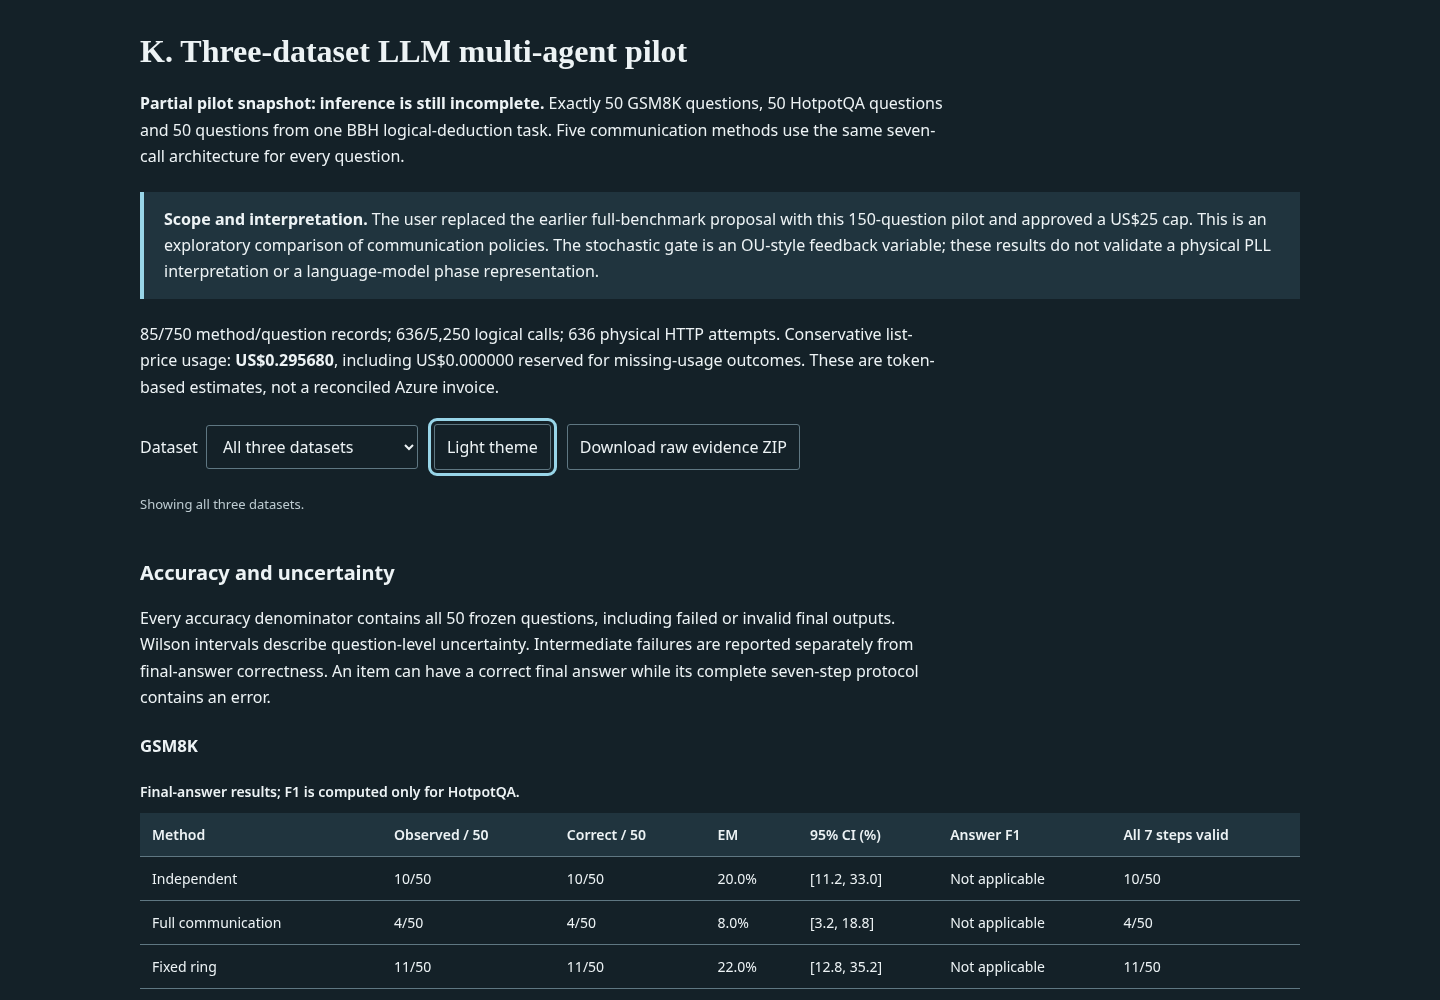 K. Three-dataset LLM multi-agent pilot
Partial pilot snapshot: inference is still incomplete. Exactly 50 GSM8K questions, 50 HotpotQA questions
and 50 questions from one BBH logical-deduction task. Five communication methods use the same seven-
call architecture for every question.
Scope and interpretation. The user replaced the earlier full-benchmark proposal with this 150-question pilot and approved a US$25 cap. This is an
exploratory comparison of communication policies. The stochastic gate is an OU-style feedback variable; these results do not validate a physical PLL
interpretation or a language-model phase representation.
85/750 method/question records; 636/5,250 logical calls; 636 physical HTTP attempts. Conservative list-
price usage: US$0.295680, including US$0.000000 reserved for missing-usage outcomes. These are token-
based estimates, not a reconciled Azure invoice.
Dataset All three datasets Light theme Download raw evidence ZIP
Showing all three datasets.
Accuracy and uncertainty
Every accuracy denominator contains all 50 frozen questions, including failed or invalid final outputs.
Wilson intervals describe question-level uncertainty. Intermediate failures are reported separately from
final-answer correctness. An item can have a correct final answer while its complete seven-step protocol
contains an error.
GSM8K
Final-answer results; F1 is computed only for HotpotQA.
Method Observed / 50 Correct / 50 EM 95% CI (%) Answer F1 All 7 steps valid
Independent 10/50 10/50 20.0% [11.2, 33.0] Not applicable 10/50
Full communication 4/50 4/50 8.0% [3.2, 18.8] Not applicable 4/50
Fixed ring 11/50 11/50 22.0% [12.8, 35.2] Not applicable 11/50